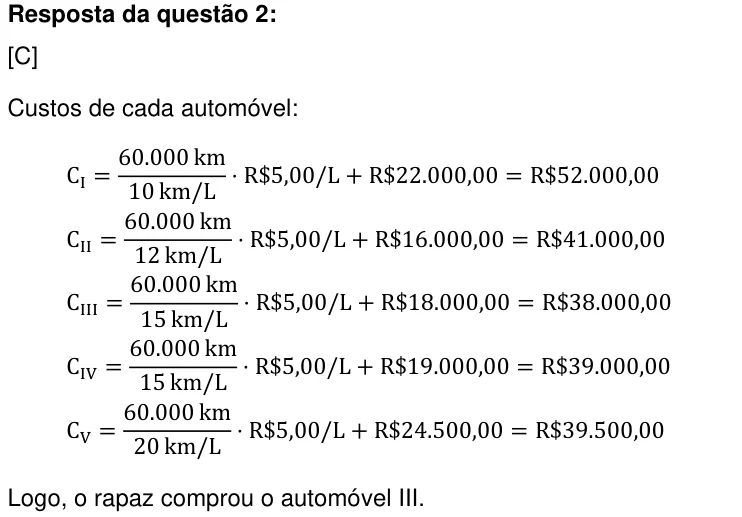 Resposta da questão 2:
[C]
Custos de cada automóvel:
C_I = 60.000 km / 10 km/L · R$5,00/L + R$22.000,00 = R$52.000,00
C_II = 60.000 km / 12 km/L · R$5,00/L + R$16.000,00 = R$41.000,00
C_III = 60.000 km / 15 km/L · R$5,00/L + R$18.000,00 = R$38.000,00
C_IV = 60.000 km / 15 km/L · R$5,00/L + R$19.000,00 = R$39.000,00
C_V = 60.000 km / 20 km/L · R$5,00/L + R$24.500,00 = R$39.500,00
Logo, o rapaz comprou o automóvel III.